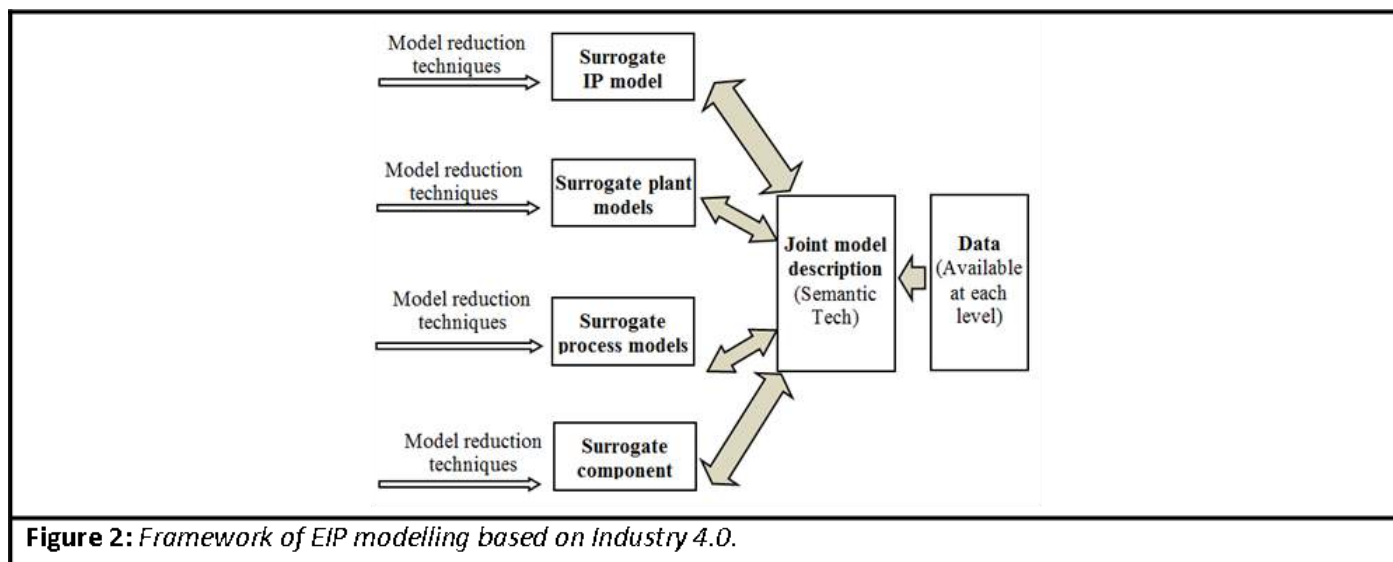 Model reduction
techniques
Surrogate
IP model
Model reduction
techniques
Surrogate plant
models
Model reduction
techniques
Surrogate
process models
Model reduction
techniques
Surrogate
component
Joint model
description
(Semantic
Tech)
Data
(Available
at each
level)
Figure 2: Framework of EIP modelling based on Industry 4.0.